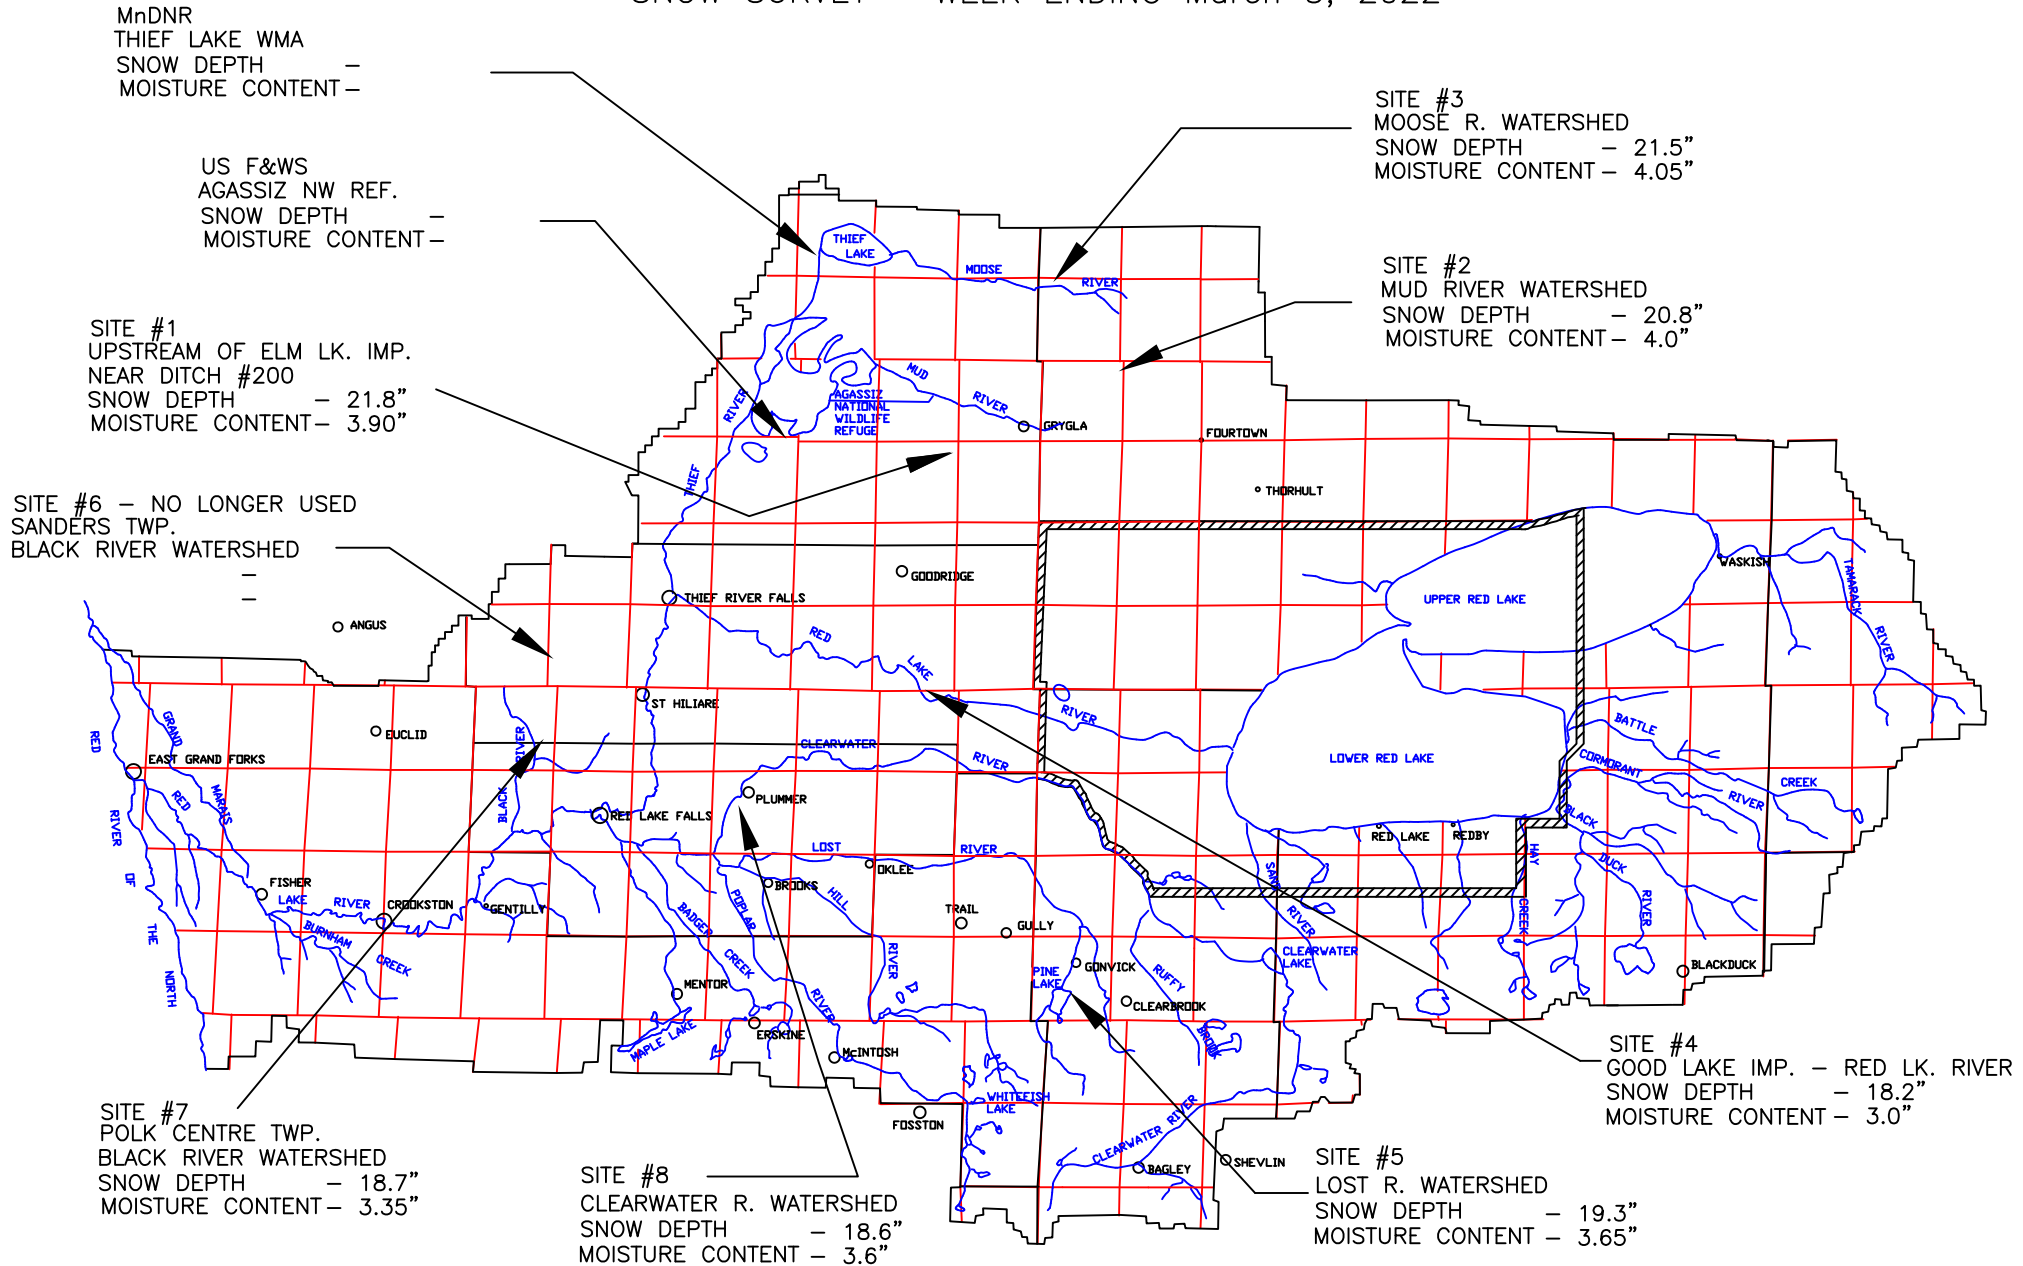 MnDNR
THIEF LAKE WMA
SNOW DEPTH –
MOISTURE CONTENT –
US F&WS
AGASSIZ NW REF.
SNOW DEPTH –
MOISTURE CONTENT –
SITE #1
UPSTREAM OF ELM LK. IMP.
NEAR DITCH #200
SNOW DEPTH – 21.8”
MOISTURE CONTENT – 3.90”
SITE #6 – NO LONGER USED
SANDERS TWP.
BLACK RIVER WATERSHED
–
–
SITE #3
MOOSE R. WATERSHED
SNOW DEPTH – 21.5”
MOISTURE CONTENT – 4.05”
SITE #2
MUD RIVER WATERSHED
SNOW DEPTH – 20.8”
MOISTURE CONTENT – 4.0”
THIEF
LAKE
MOOSE
RIVER
MUD
RIVER
RIVER
THIEF
AGASSIZ
NATIONAL
WILDLIFE
REFUGE
GRYGLA
FOURTOWN
THORHULT
GOODRIDGE
THIEF RIVER FALLS
ANGUS
WASKISH
TAMARACK
RIVER
UPPER RED LAKE
RED
LAKE
RIVER
ST HILIARE
EUCLID
EAST GRAND FORKS
GRAND
MARAIS
RED
RIVER
OF
THE
NORTH
RED
BLACK
RIVER
CLEARWATER
RIVER
LOWER RED LAKE
BATTLE
CREEK
CORMORANT
RIVER
BLACK
DUCK
RIVER
PLUMMER
RED LAKE FALLS
RED LAKE
REDBY
HAY
CREEK
SAND
RIVER
LOST
RIVER
OKLEE
BROOKS
HILL
RIVER
POPLAR
RIVER
BADGER
CREEK
FISHER
LAKE
RIVER
CROOKSTON
GENTILLY
BURNHAM
CREEK
TRAIL
GULLY
GONVICK
PINE
LAKE
RUFFY
BROOK
CLEARBROOK
CLEARWATER
LAKE
BLACKDUCK
MENTOR
MAPLE LAKE
ERSKINE
McINTOSH
FOSSTON
WHITEFISH
LAKE
CLEARWATER RIVER
BAGLEY
SHEVLIN
SITE #4
GOOD LAKE IMP. – RED LK. RIVER
SNOW DEPTH – 18.2”
MOISTURE CONTENT – 3.0”
SITE #7
POLK CENTRE TWP.
BLACK RIVER WATERSHED
SNOW DEPTH – 18.7”
MOISTURE CONTENT – 3.35”
SITE #8
CLEARWATER R. WATERSHED
SNOW DEPTH – 18.6”
MOISTURE CONTENT – 3.6”
SITE #5
LOST R. WATERSHED
SNOW DEPTH – 19.3”
MOISTURE CONTENT – 3.65”